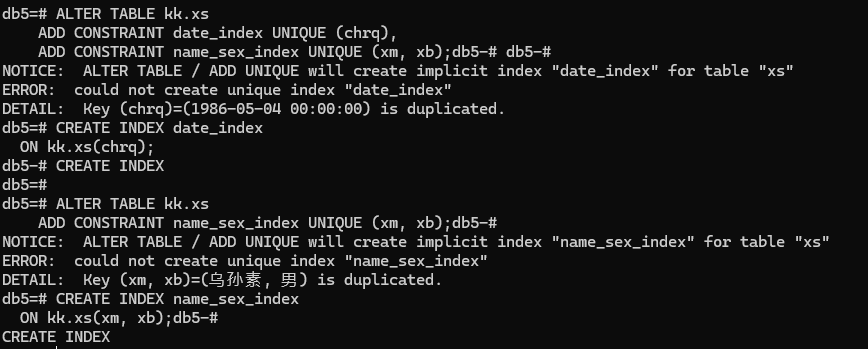 db5=# ALTER TABLE kk.xs
    ADD CONSTRAINT date_index UNIQUE (chrq),
    ADD CONSTRAINT name_sex_index UNIQUE (xm, xb);db5-# db5-#
NOTICE:  ALTER TABLE / ADD UNIQUE will create implicit index "date_index" for table "xs"
ERROR:  could not create unique index "date_index"
DETAIL:  Key (chrq)=(1986-05-04 00:00:00) is duplicated.
db5=# CREATE INDEX date_index
  ON kk.xs(chrq);
db5-# CREATE INDEX
db5=#
db5=# ALTER TABLE kk.xs
    ADD CONSTRAINT name_sex_index UNIQUE (xm, xb);db5-#
NOTICE:  ALTER TABLE / ADD UNIQUE will create implicit index "name_sex_index" for table "xs"
ERROR:  could not create unique index "name_sex_index"
DETAIL:  Key (xm, xb)=(乌孙素, 男) is duplicated.
db5=# CREATE INDEX name_sex_index
  ON kk.xs(xm, xb);db5-#
CREATE INDEX